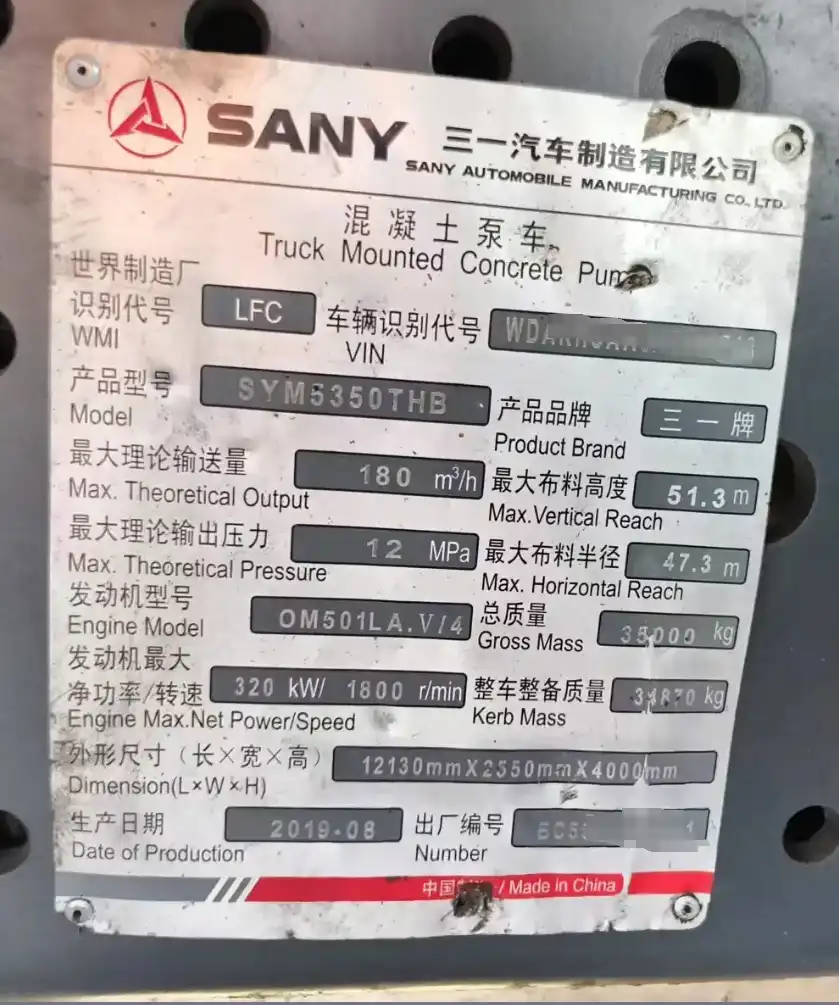 SANY 三一汽车制造有限公司
SANY AUTOMOBILE MANUFACTURING CO., LTD.
混凝土泵车
Truck Mounted Concrete
世界制造厂
识别代号 LFC 车辆识别代号
WMI VIN
产品型号 SYM5350THB 产品品牌 三一牌
Model Product Brand
最大理论输送量 180 m³/h 最大布料高度 51.3 m
Max. Theoretical Output Max.Vertical Reach
最大理论输出压力 12 MPa 最大布料半径 47.3 m
Max. Theoretical Pressure Max. Horizontal Reach
发动机型号 OM501LA.V/4 总质量 35000 kg
Engine Model Gross Mass
发动机最大
净功率/转速 320 kW/ 1800 r/min 整车整备质量 34870 kg
Engine Max.Net Power/Speed Kerb Mass
外形尺寸(长×宽×高) 12130mmX2550mmX4000mm
Dimension(L×W×H)
生产日期 2019-08 出厂编号
Date of Production Number
中国 / Made in China